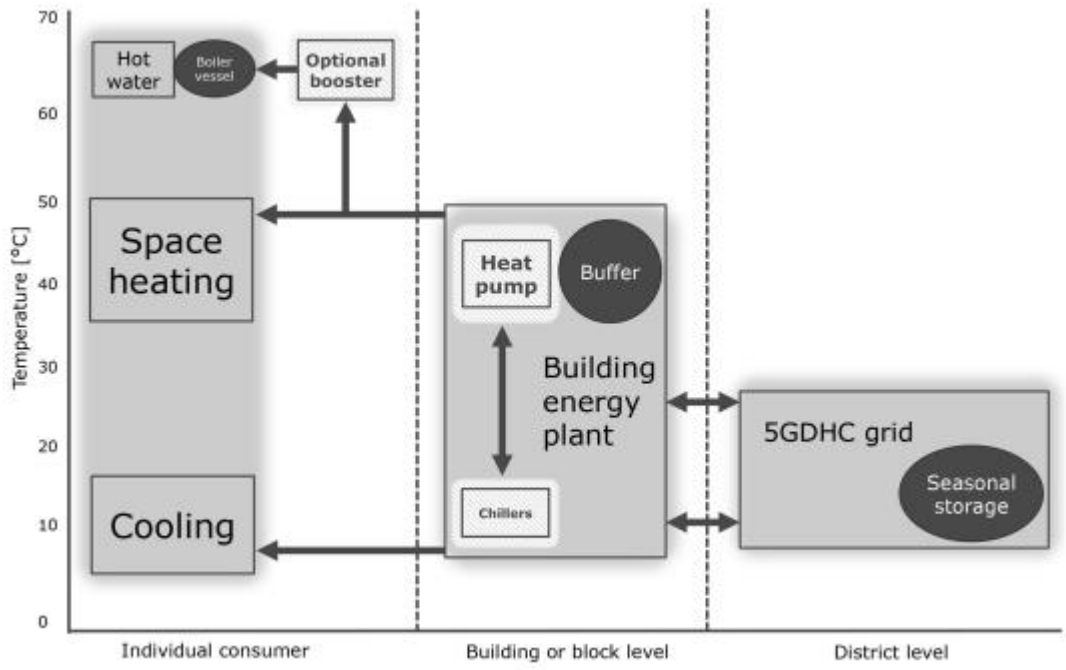 70
60
50
40
30
20
10
0
Temperature [°C]
Hot
water
Boiler
vessel
Optional
booster
Space
heating
Cooling
Heat
pump
Buffer
Building
energy
plant
Chillers
5GDHC grid
Seasonal
storage
Individual consumer
Building or block level
District level